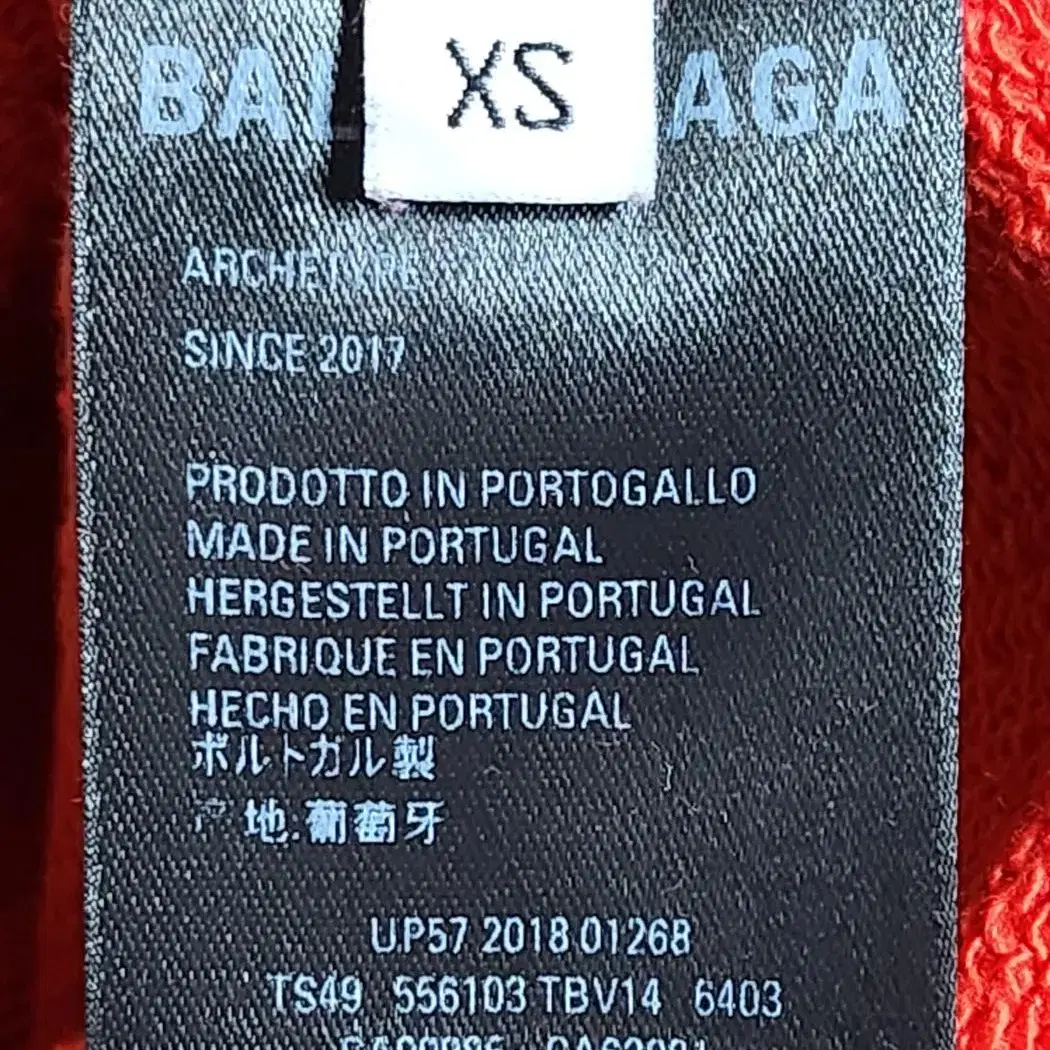 XS
ARCHETYPE
SINCE 2017
PRODOTTO IN PORTOGALLO
MADE IN PORTUGAL
HERGESTELLT IN PORTUGAL
FABRIQUE EN PORTUGAL
HECHO EN PORTUGAL
ポルトガル製
产地.葡萄牙
UP57 2018 01268
TS49 556103 TBV14 6403